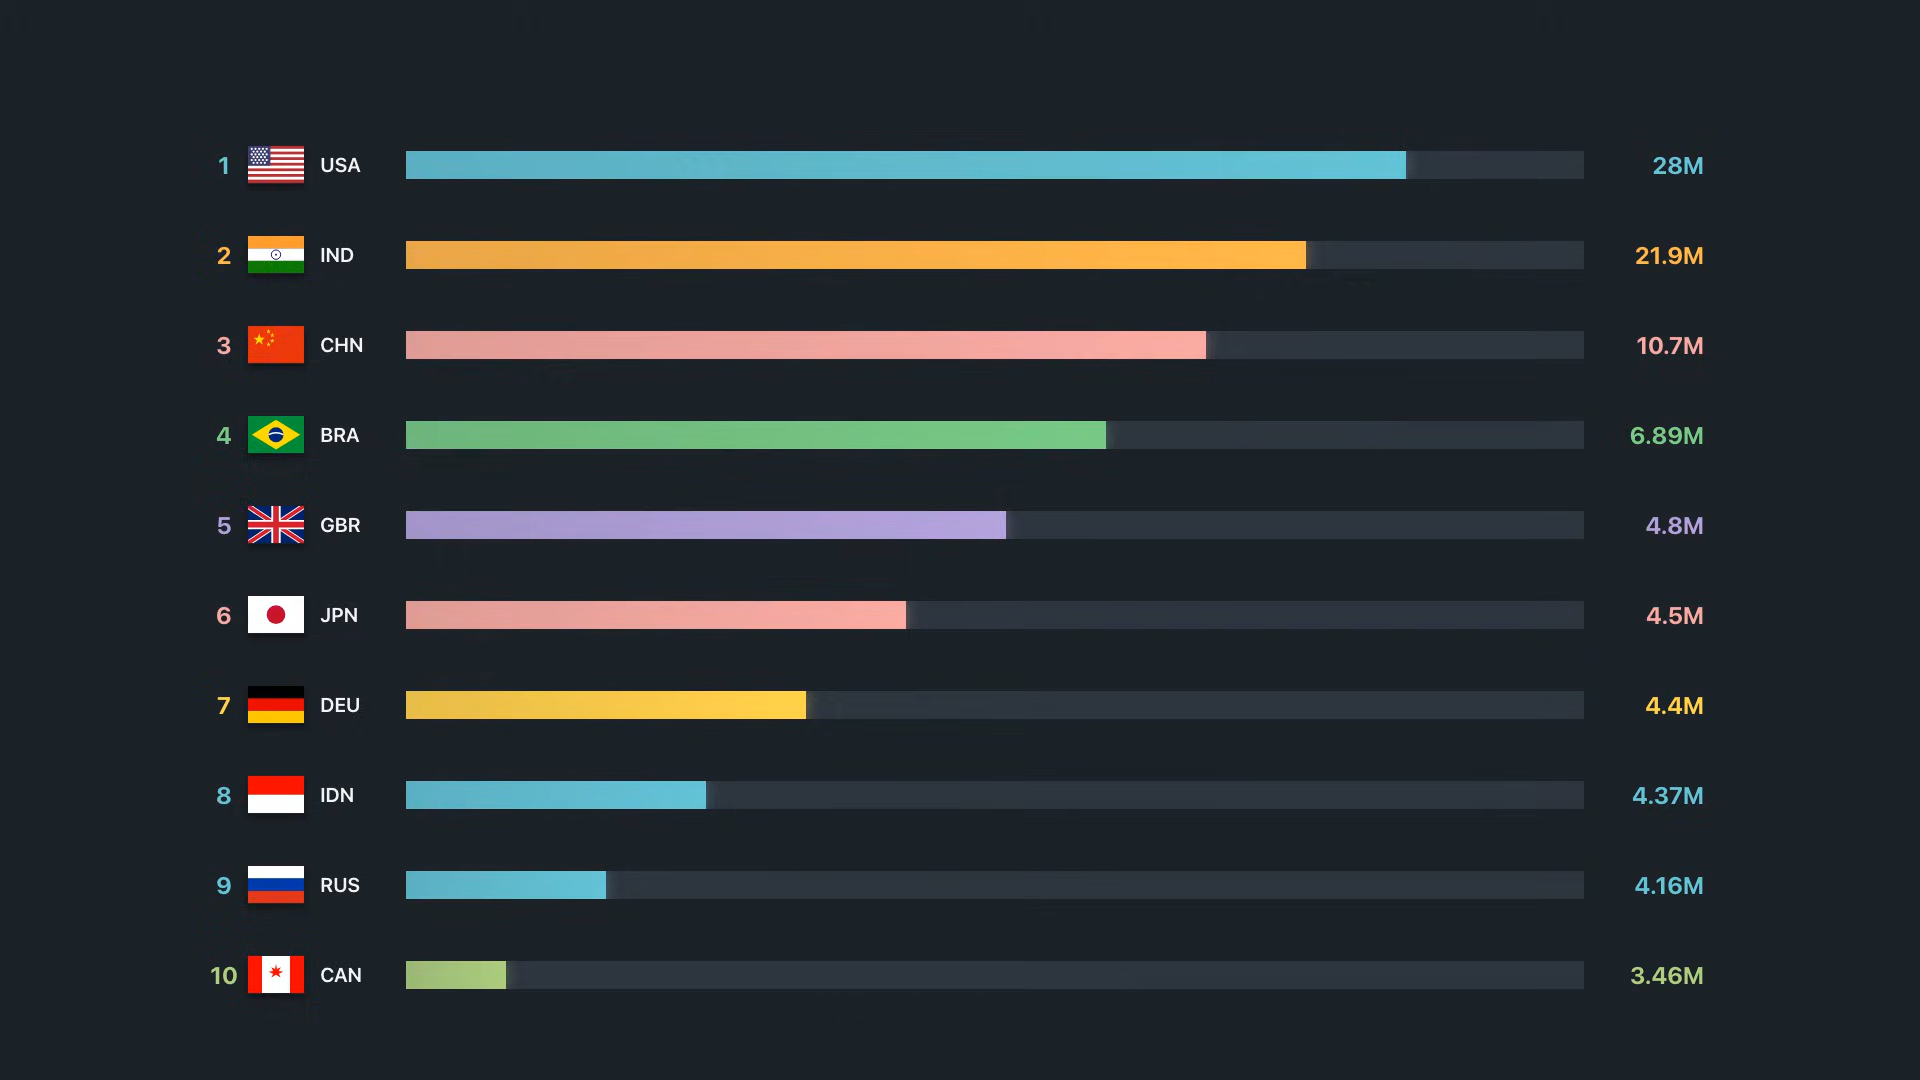 1 USA 28M
2 IND 21.9M
3 CHN 10.7M
4 BRA 6.89M
5 GBR 4.8M
6 JPN 4.5M
7 DEU 4.4M
8 IDN 4.37M
9 RUS 4.16M
10 CAN 3.46M